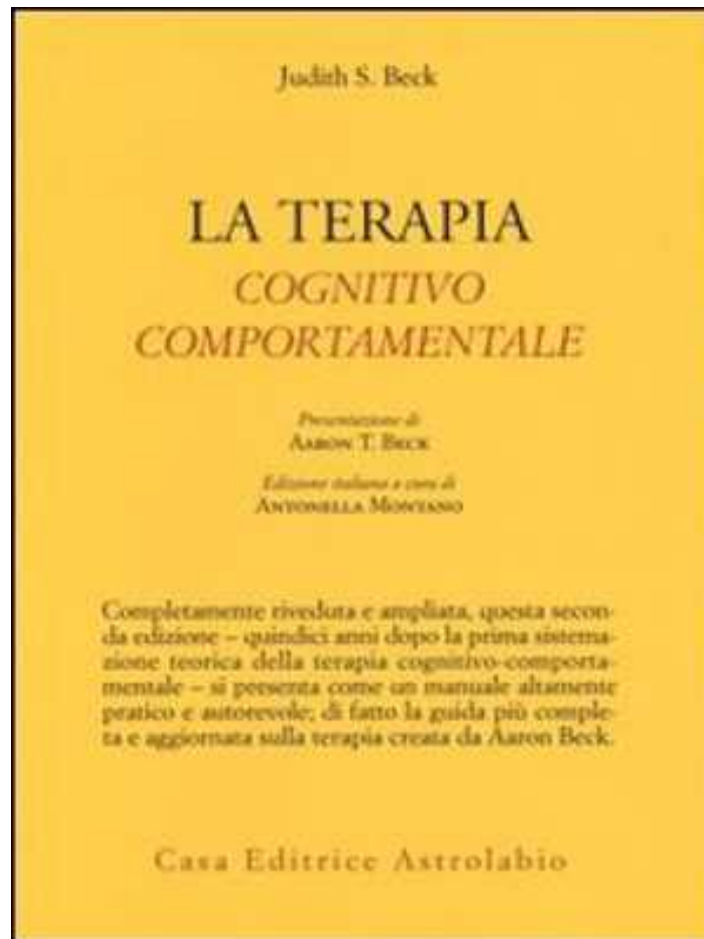 Judith S. Beck
LA TERAPIA
COGNITIVO
COMPORTAMENTALE
Presentazione di
AARON T. BECK
Edizione italiana a cura di
ANTONELLA MONTANO
Completamente riveduta e ampliata, questa secon-
da edizione – quindici anni dopo la prima sistema-
zione teorica della terapia cognitivo-comporta-
mentale – si presenta come un manuale altamente
pratico e autorevole; di fatto la guida più comple-
ta e aggiornata sulla terapia creata da Aaron Beck.
Casa Editrice Astrolabio